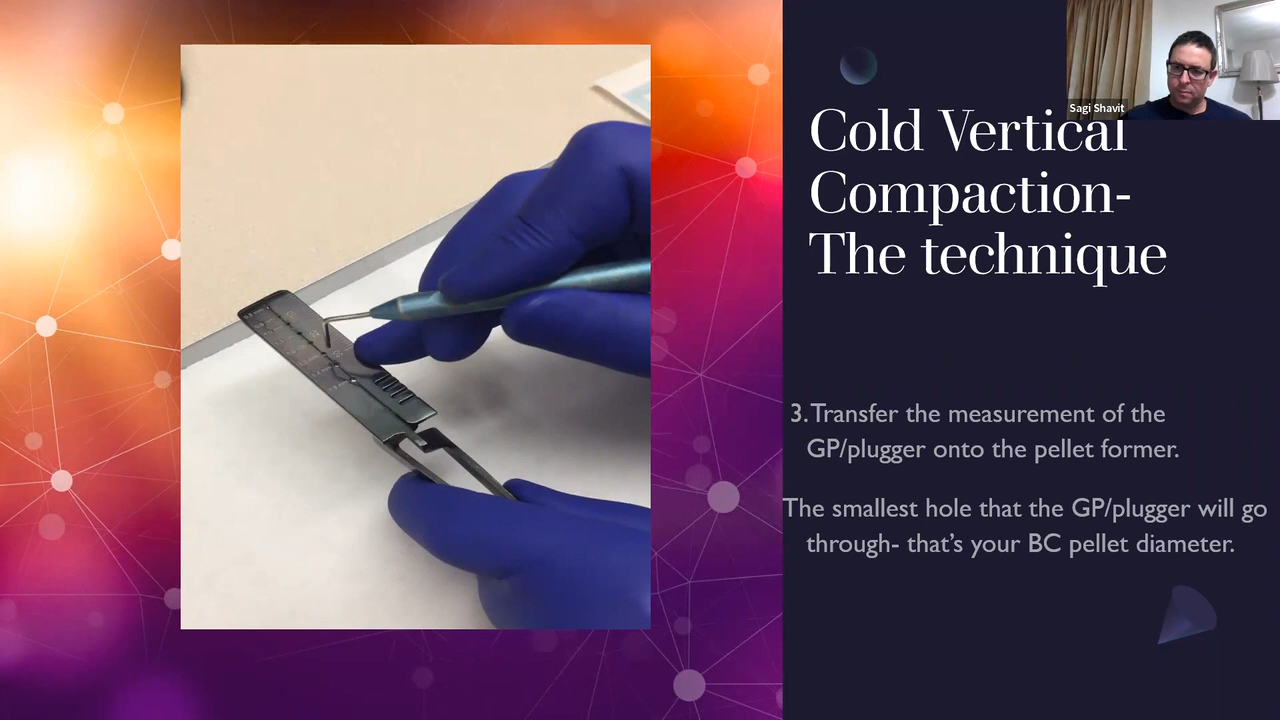 Sagi Shavit
Cold Vertical
Compaction-
The technique
3. Transfer the measurement of the
GP/plugger onto the pellet former.
The smallest hole that the GP/plugger will go
through- that's your BC pellet diameter.